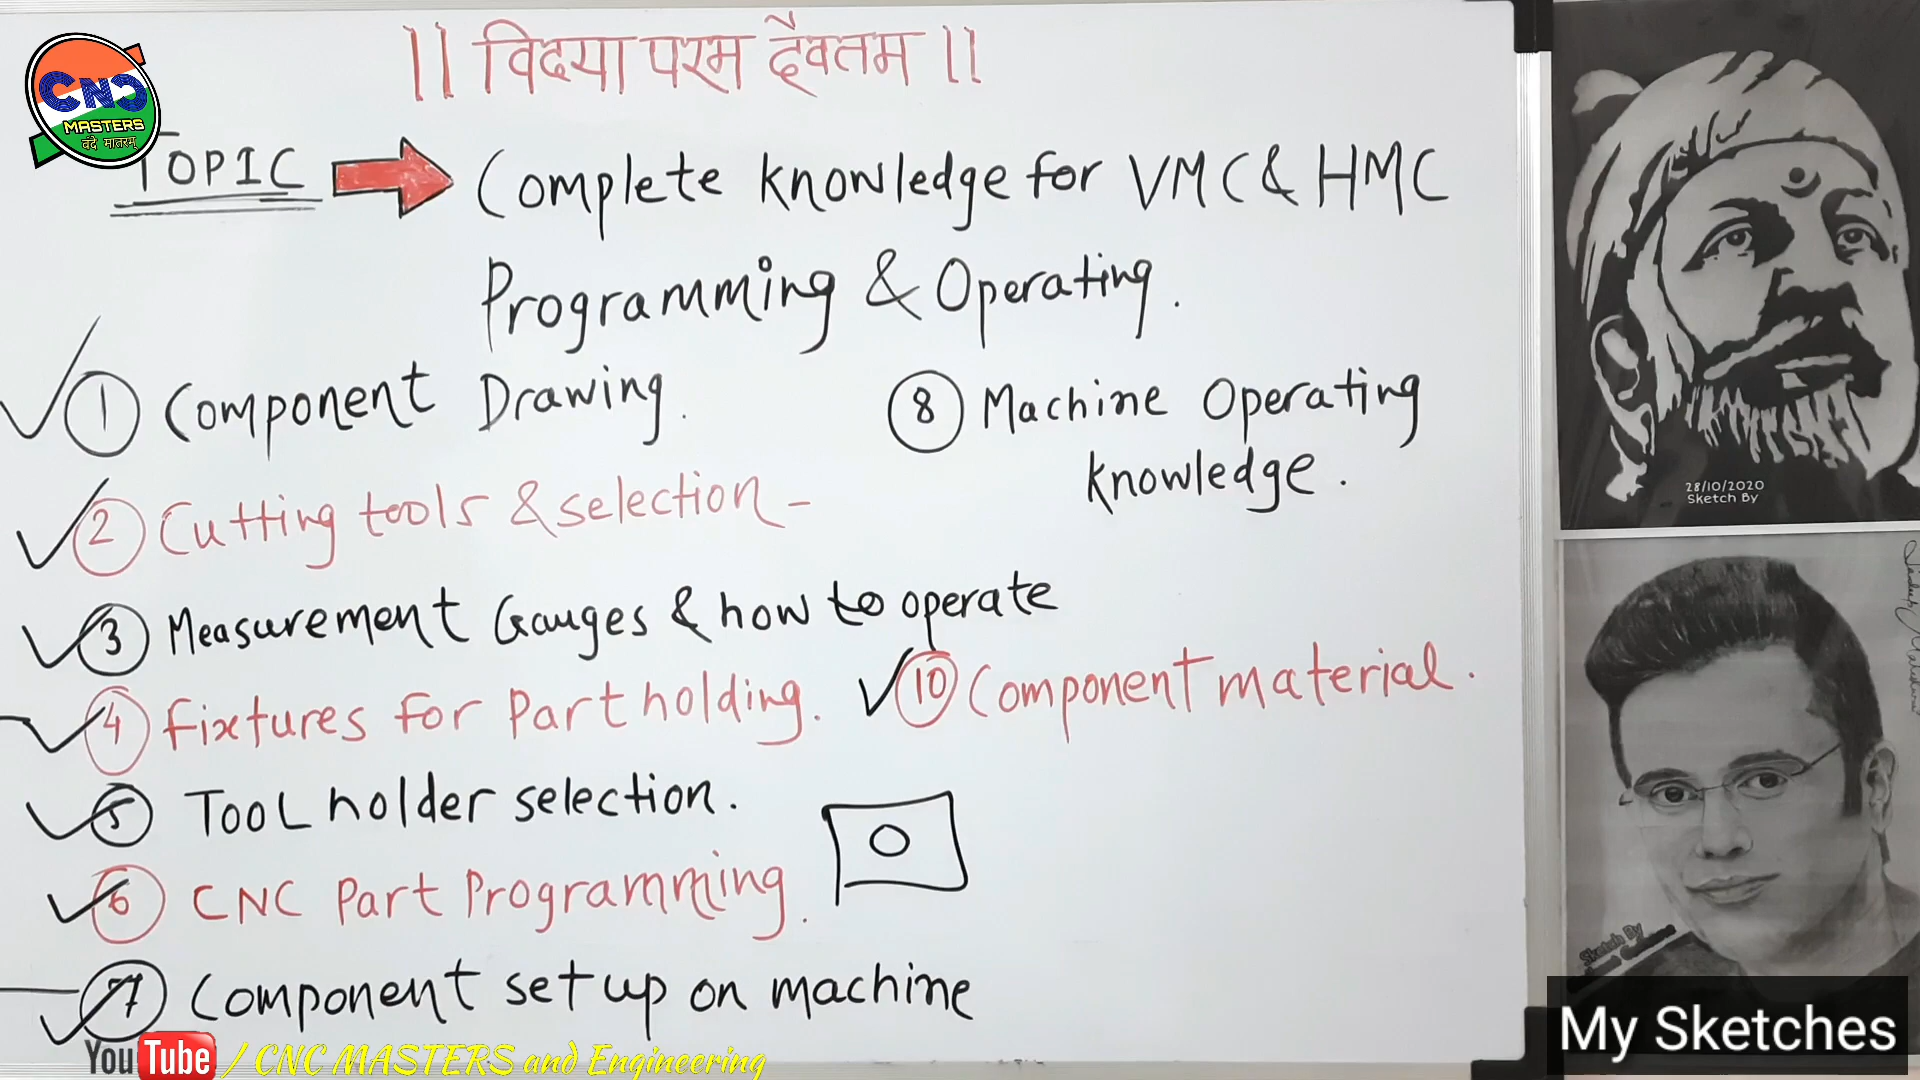 || विदया परम दैवतम ||
CNC
MASTERS
वंदे मातरम्
TOPIC
Complete knowledge for VMC & HMC
Programming & Operating.
1 Component Drawing.
2 Cutting tools & selection -
3 Measurement Gauges & how to operate
4 Fixtures for Part holding.
5 TOOL holder selection.
6 CNC Part Programming.
7 Component set up on machine
8 Machine Operating
knowledge.
10 Component material.
28/10/2020
Sketch By
Sketch By
My Sketches
YouTube / CNC MASTERS and Engineering